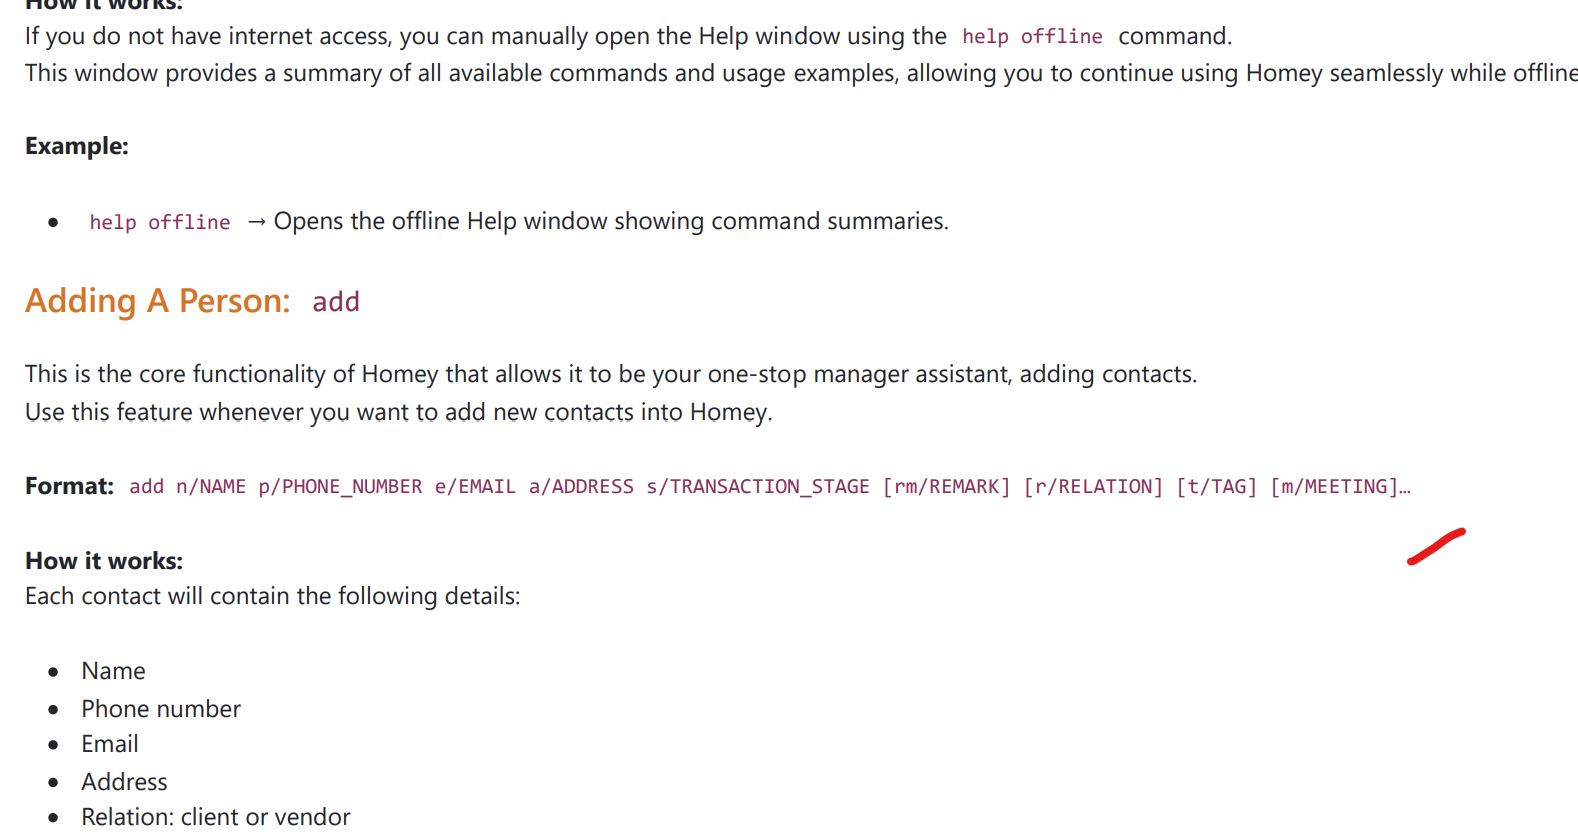 How it works:
If you do not have internet access, you can manually open the Help window using the help offline command.
This window provides a summary of all available commands and usage examples, allowing you to continue using Homey seamlessly while offline
Example:
• help offline → Opens the offline Help window showing command summaries.
Adding A Person: add
This is the core functionality of Homey that allows it to be your one-stop manager assistant, adding contacts.
Use this feature whenever you want to add new contacts into Homey.
Format: add n/NAME p/PHONE_NUMBER e/EMAIL a/ADDRESS s/TRANSACTION_STAGE [rm/REMARK] [r/RELATION] [t/TAG] [m/MEETING]…
How it works:
Each contact will contain the following details:
• Name
• Phone number
• Email
• Address
• Relation: client or vendor